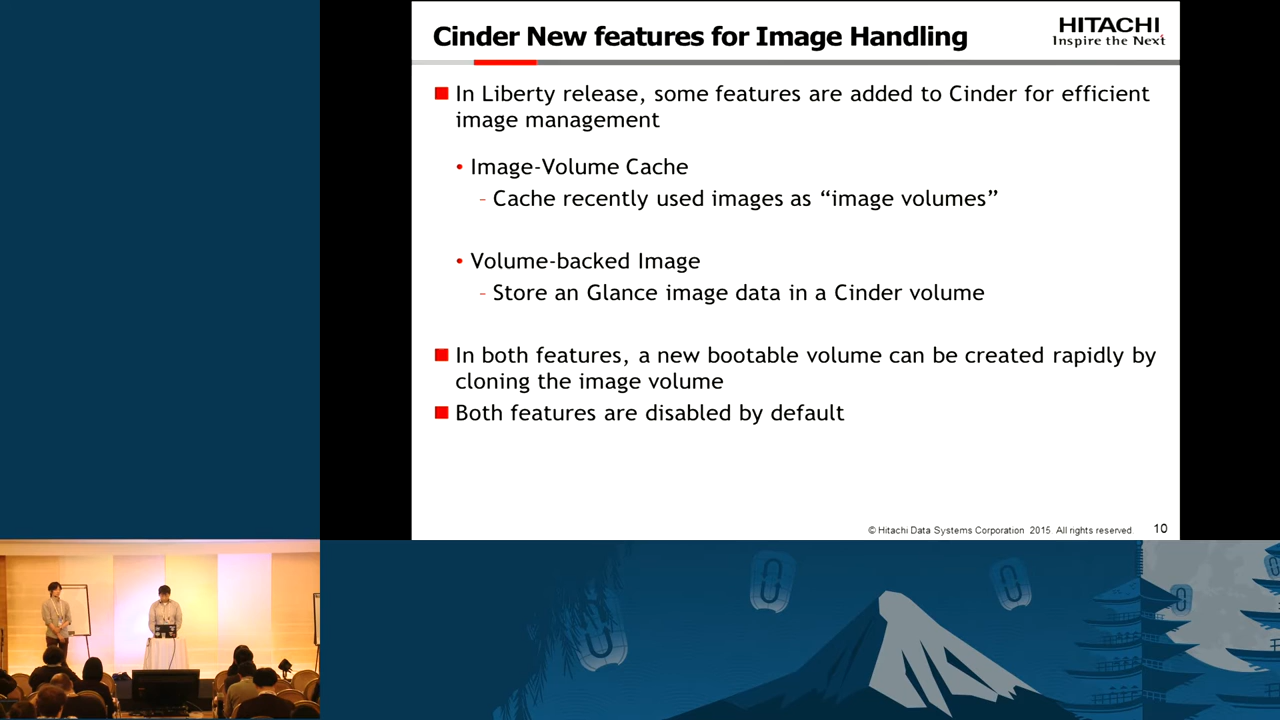 Cinder New features for Image Handling
HITACHI
Inspire the Next
■ In Liberty release, some features are added to Cinder for efficient
image management
• Image-Volume Cache
- Cache recently used images as “image volumes”
• Volume-backed Image
- Store an Glance image data in a Cinder volume
■ In both features, a new bootable volume can be created rapidly by
cloning the image volume
■ Both features are disabled by default
© Hitachi Data Systems Corporation 2015 All rights reserved
10